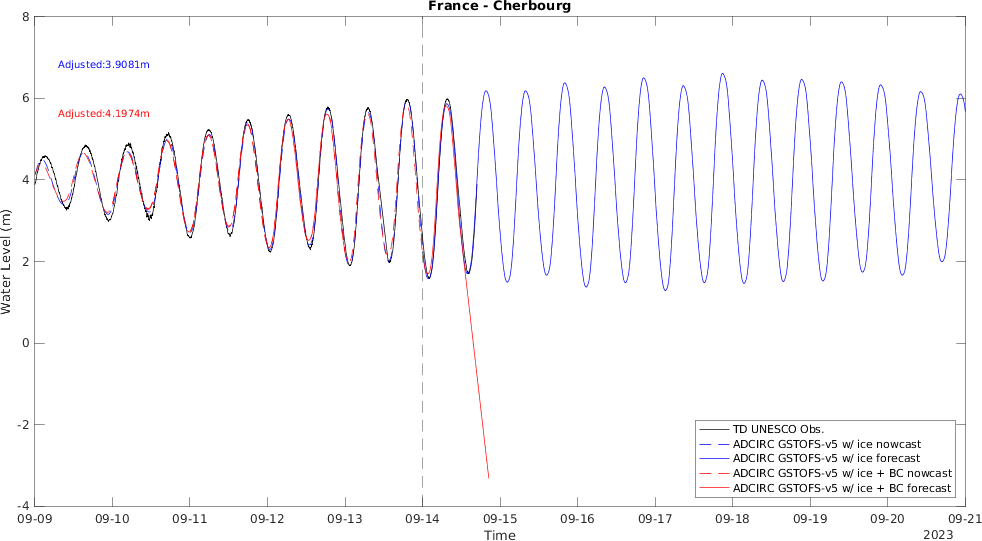 France - Cherbourg
8
Adjusted:3.9081m
6
Adjusted:4.1974m
4
2
0
-2
-4
Water Level (m)
TD UNESCO Obs.
ADCIRC GSTOFS-v5 w/ ice nowcast
ADCIRC GSTOFS-v5 w/ ice forecast
ADCIRC GSTOFS-v5 w/ ice + BC nowcast
ADCIRC GSTOFS-v5 w/ ice + BC forecast
09-09 09-10 09-11 09-12 09-13 09-14 09-15 09-16 09-17 09-18 09-19 09-20 09-21
Time 2023